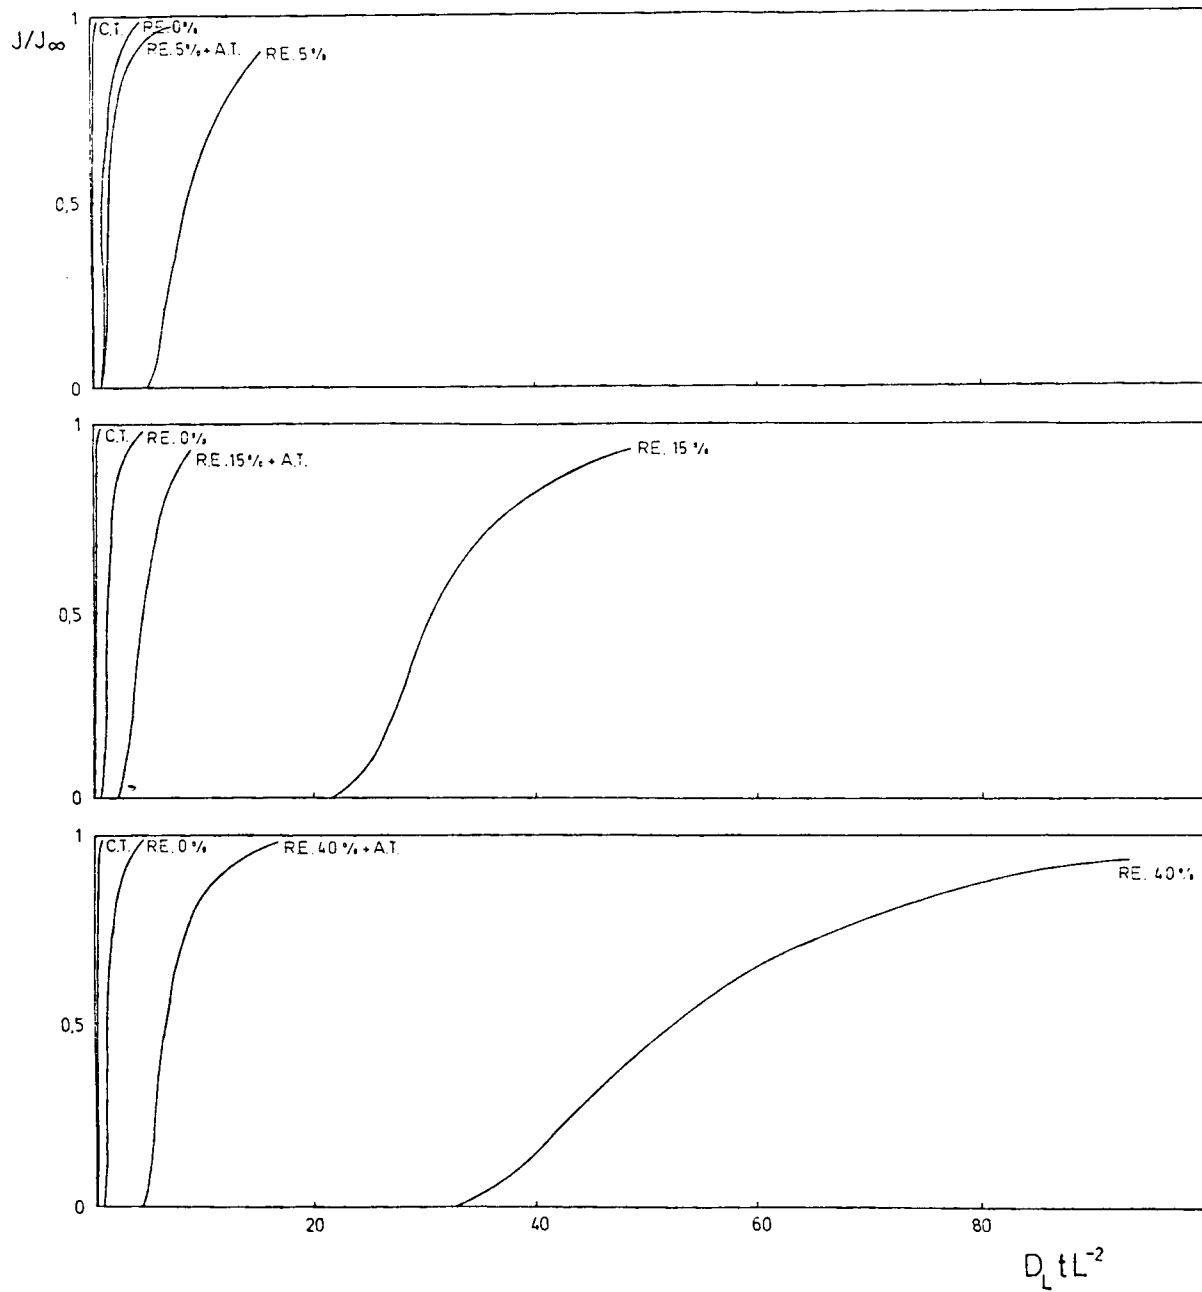 J/J∞
1
C.T.
RE.0%
RE.5% + A.T.
RE.5%
0,5
0
1
C.T.
RE.0%
R.E.15% + A.T.
RE. 15%
0,5
0
1
C.T.
RE.0%
RE.40% + A.T.
RE. 40%
0,5
0
20
40
60
80
D_L t L⁻²